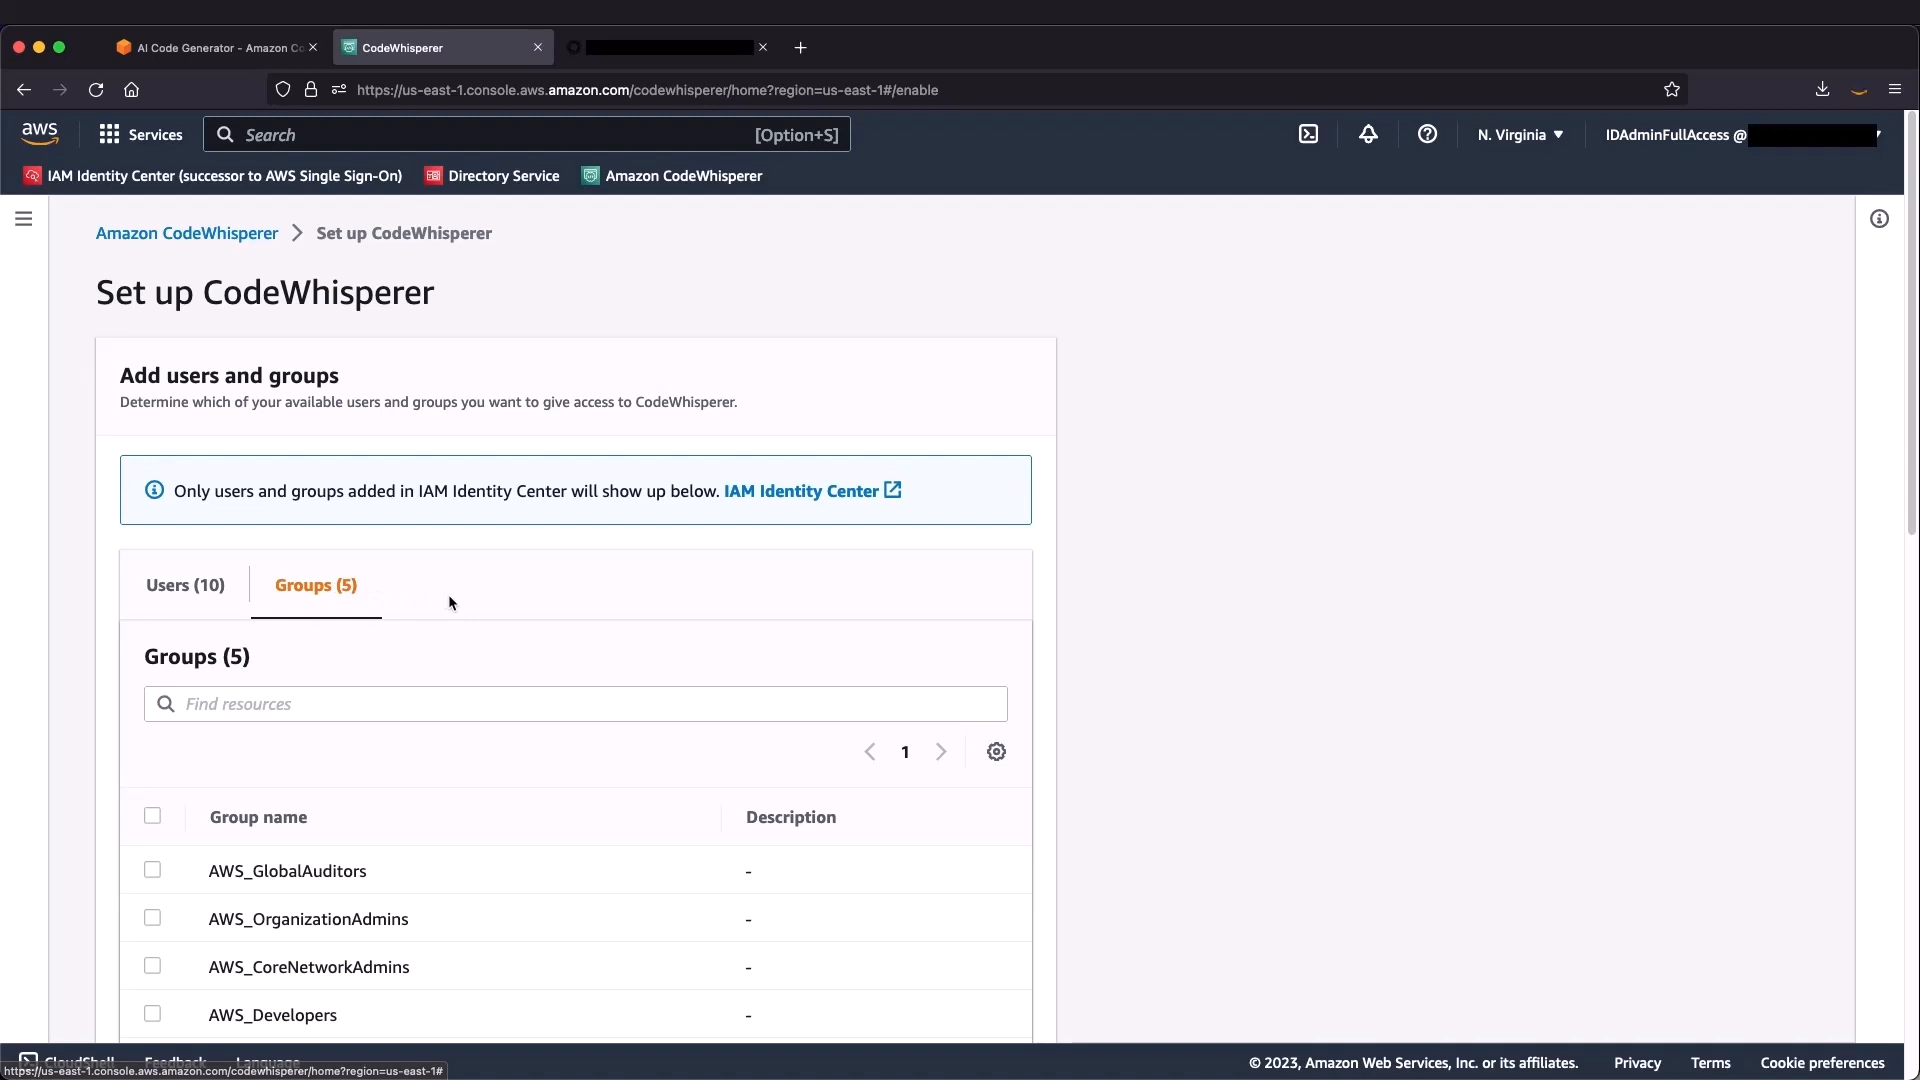 AI Code Generator - Amazon Co
CodeWhisperer
https://us-east-1.console.aws.amazon.com/codewhisperer/home?region=us-east-1#/enable
aws
Services
Search
[Option+S]
N. Virginia
IDAdminFullAccess @
IAM Identity Center (successor to AWS Single Sign-On)
Directory Service
Amazon CodeWhisperer
Amazon CodeWhisperer > Set up CodeWhisperer
Set up CodeWhisperer
Add users and groups
Determine which of your available users and groups you want to give access to CodeWhisperer.
Only users and groups added in IAM Identity Center will show up below. IAM Identity Center
Users (10)
Groups (5)
Groups (5)
Find resources
1
Group name
Description
AWS_GlobalAuditors
-
AWS_OrganizationAdmins
-
AWS_CoreNetworkAdmins
-
AWS_Developers
-
CloudShell
Feedback
Language
© 2023, Amazon Web Services, Inc. or its affiliates.
Privacy
Terms
Cookie preferences
https://us-east-1.console.aws.amazon.com/codewhisperer/home?region=us-east-1#